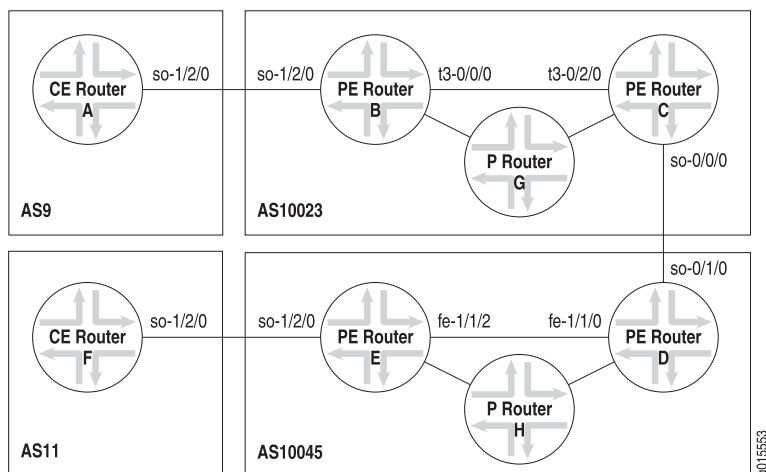 CE Router
A
so-1/2/0
so-1/2/0
PE Router
B
t3-0/0/0
t3-0/2/0
PE Router
C
P Router
G
so-0/0/0
AS9
AS10023
so-0/1/0
CE Router
F
so-1/2/0
so-1/2/0
PE Router
E
fe-1/1/2
fe-1/1/0
PE Router
D
P Router
H
AS11
AS10045